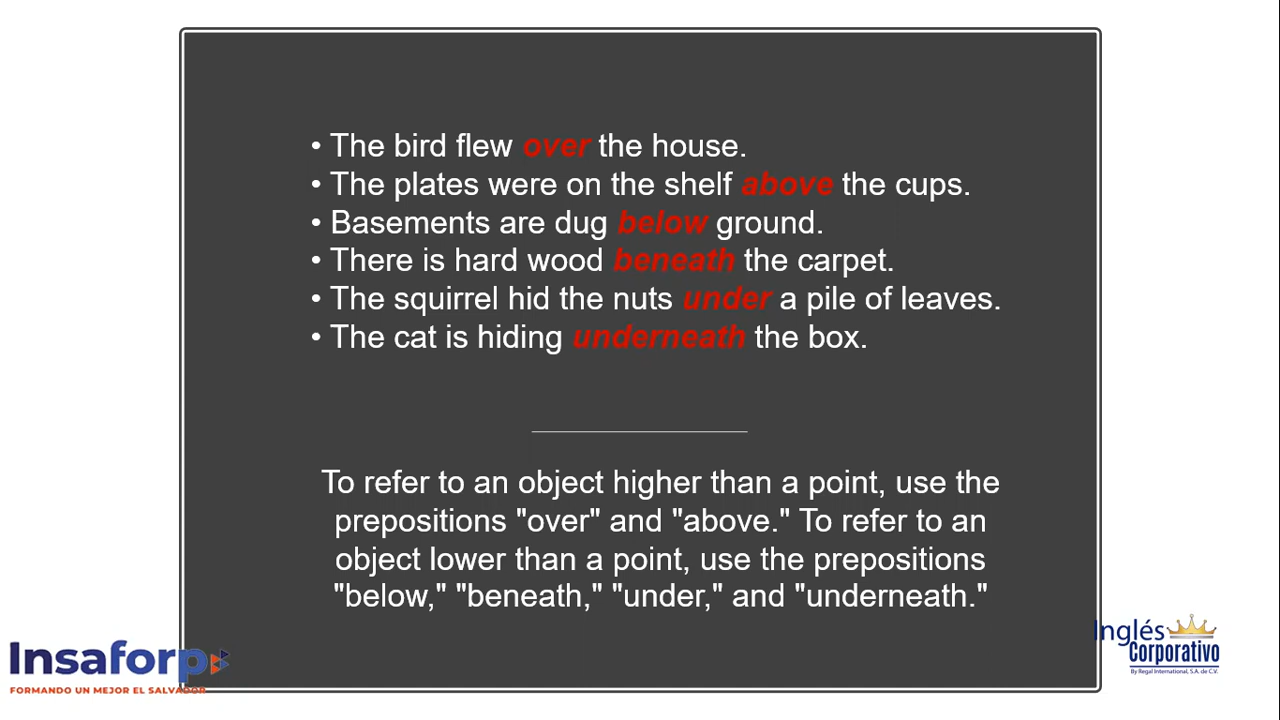 • The bird flew over the house.
• The plates were on the shelf above the cups.
• Basements are dug below ground.
• There is hard wood beneath the carpet.
• The squirrel hid the nuts under a pile of leaves.
• The cat is hiding underneath the box.
To refer to an object higher than a point, use the
prepositions "over" and "above." To refer to an
object lower than a point, use the prepositions
"below," "beneath," "under," and "underneath."
Insaforp
FORMANDO UN MEJOR EL SALVADOR
Inglés
Corporativo
By Regal International, S.A. de C.V.